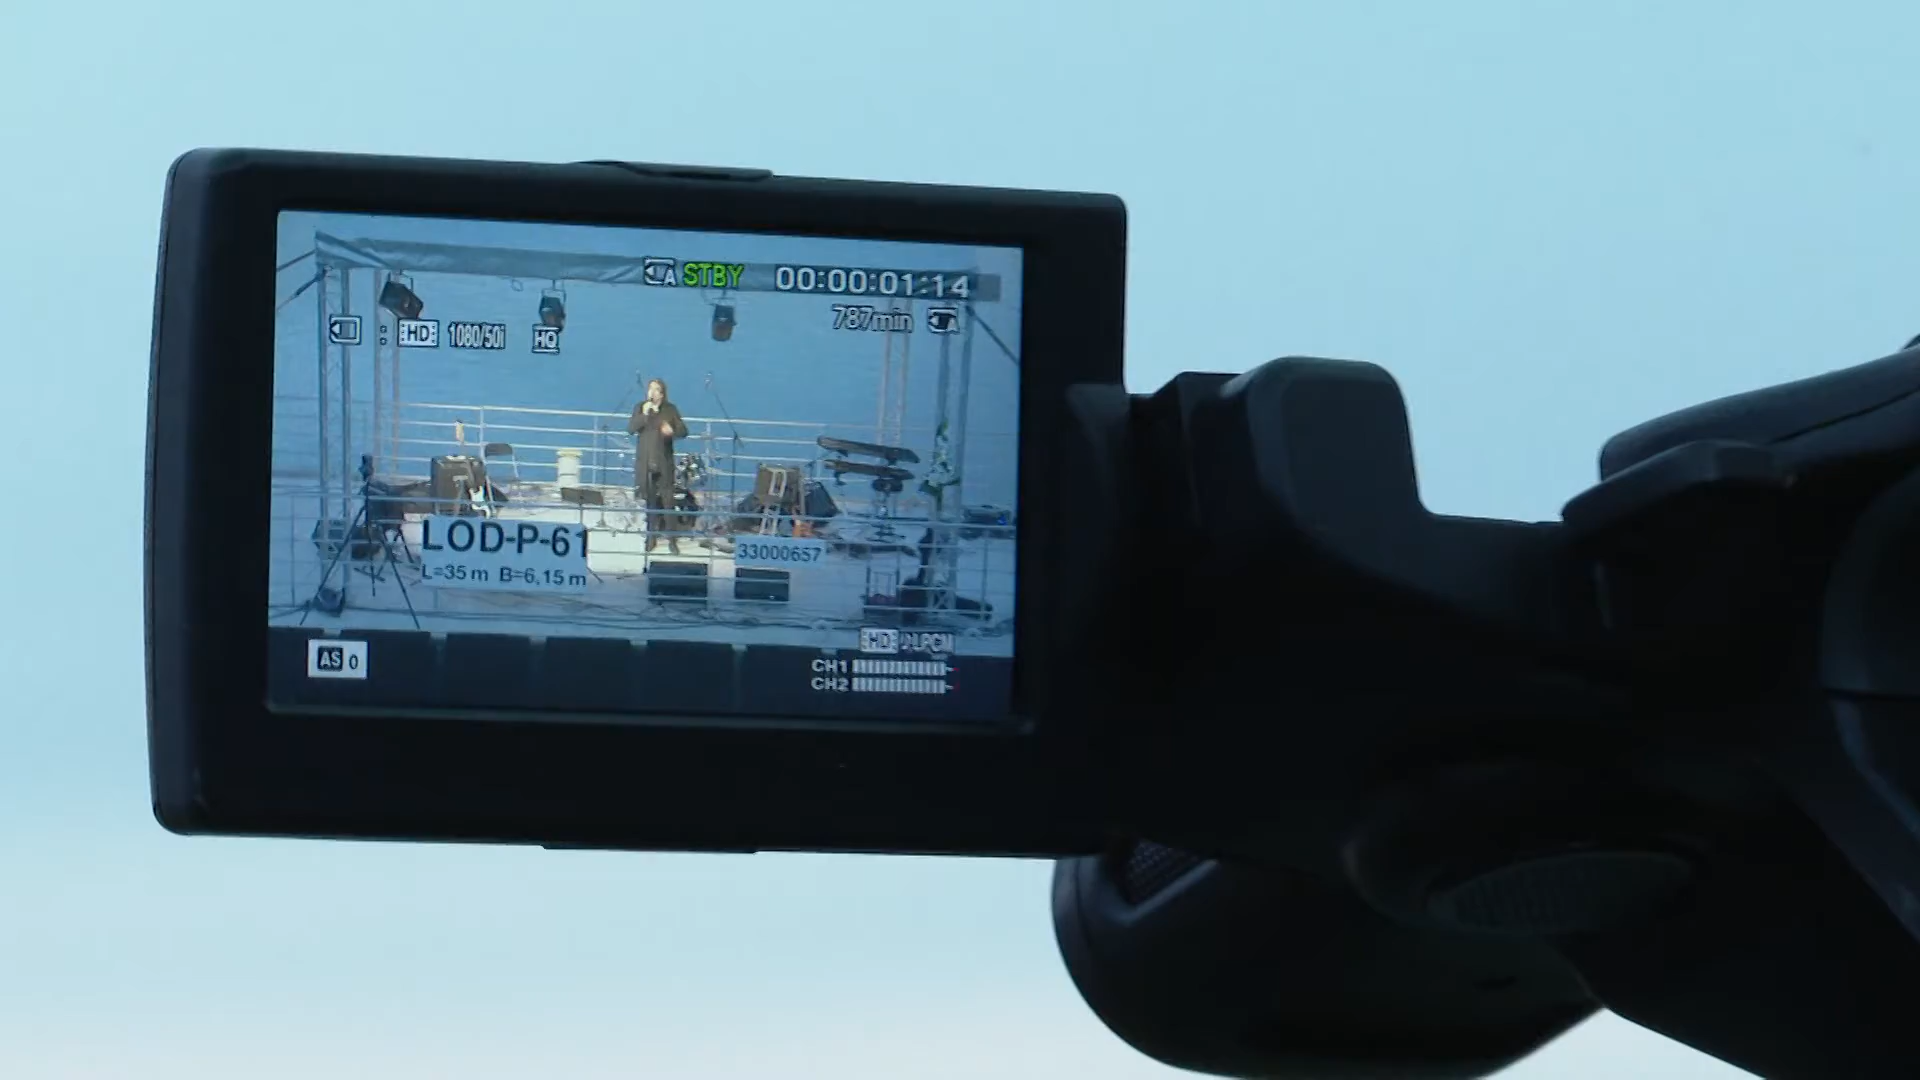 A STBY 00:00:01:14
787min A
: HD 1080/50i HQ
LOD-P-61
L=35 m B=6,15 m
33000657
HD LPCM
AS 0
CH1
CH2